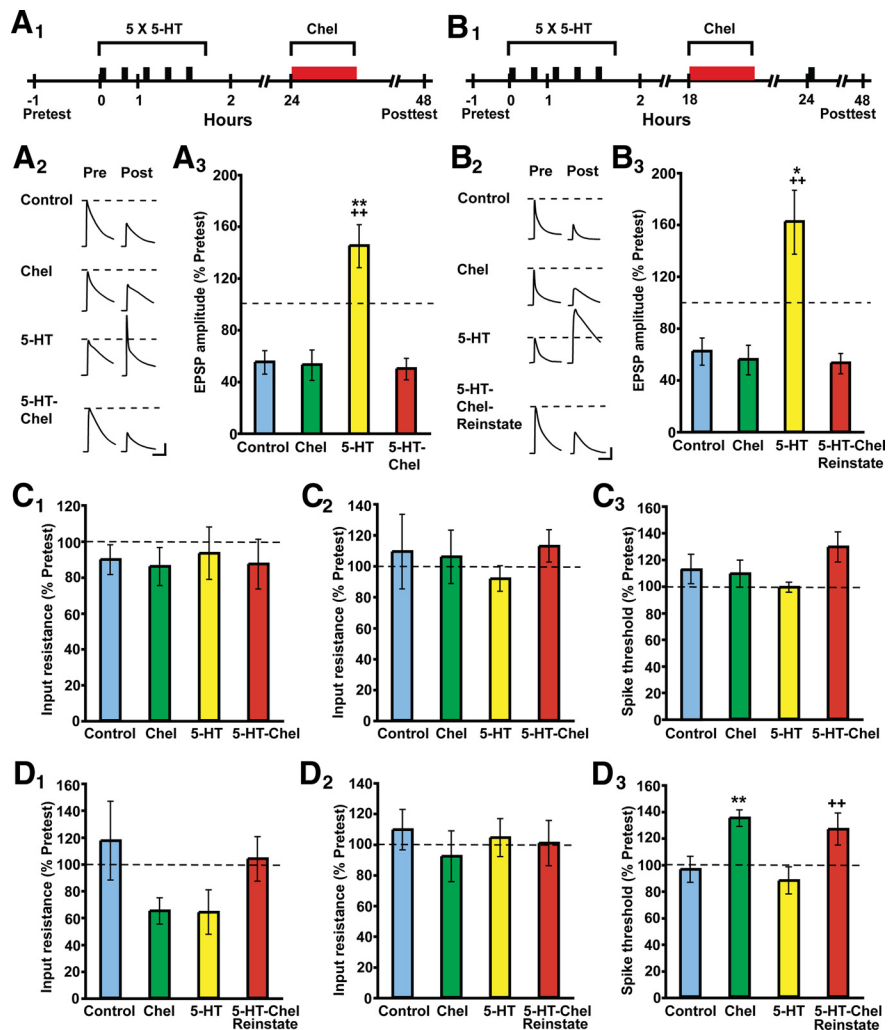 A1
5 X 5-HT
Chel
-1
0
1
2
24
48
Pretest
Hours
Posttest
B1
5 X 5-HT
Chel
-1
0
1
2
18
24
48
Pretest
Hours
Posttest
A2
Pre Post
Control
Chel
5-HT
5-HT-
Chel
A3
EPSP amplitude (% Pretest)
200
160
120
80
40
0
**
++
Control Chel 5-HT 5-HT-
Chel
B2
Pre Post
Control
Chel
5-HT
5-HT-
Chel-
Reinstate
B3
EPSP amplitude (% Pretest)
200
160
120
80
40
0
*
++
Control Chel 5-HT 5-HT-Chel
Reinstate
C1
Input resistance (% Pretest)
120
100
80
60
40
20
0
Control Chel 5-HT 5-HT-Chel
C2
Input resistance (% Pretest)
140
120
100
80
60
40
20
0
Control Chel 5-HT 5-HT-Chel
C3
Spike threshold (% Pretest)
160
140
120
100
80
60
40
20
0
Control Chel 5-HT 5-HT-Chel
D1
Input resistance (% Pretest)
160
140
120
100
80
60
40
20
0
Control Chel 5-HT 5-HT-Chel
Reinstate
D2
Input resistance (% Pretest)
140
120
100
80
60
40
20
0
Control Chel 5-HT 5-HT-Chel
Reinstate
D3
Spike threshold (% Pretest)
160
140
120
100
80
60
40
20
0
**
++
Control Chel 5-HT 5-HT-Chel
Reinstate